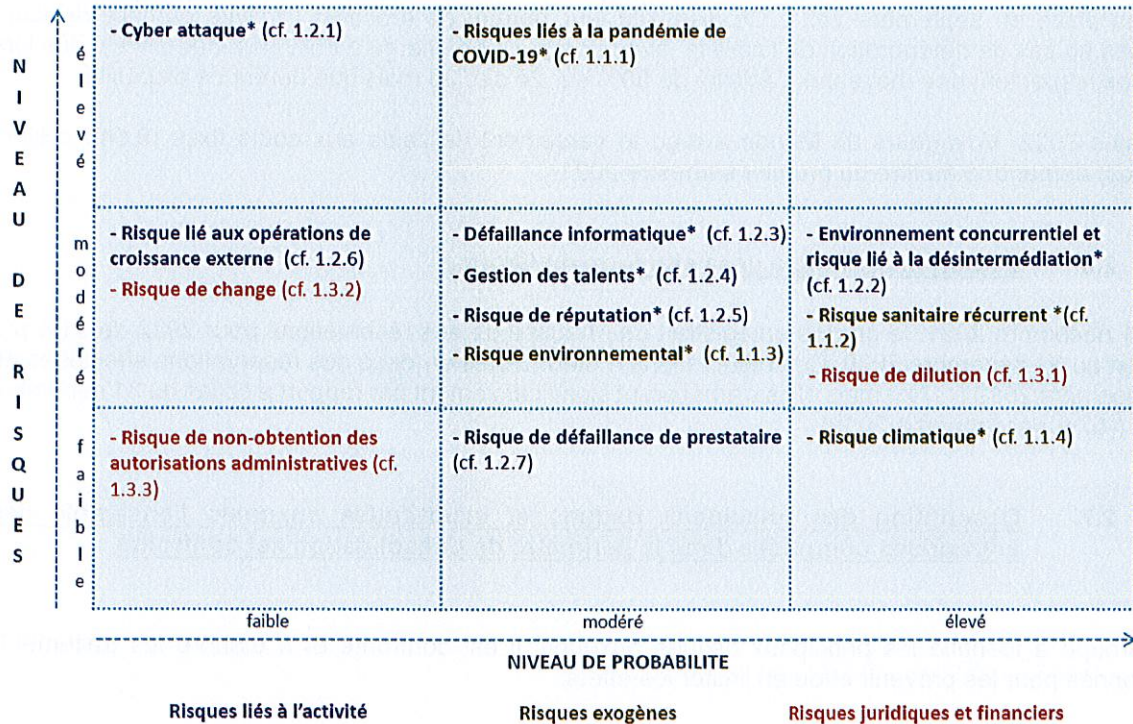 NIVEAU DE RISQUES
élevé
- Cyber attaque* (cf. 1.2.1)
- Risques liés à la pandémie de
COVID-19* (cf. 1.1.1)
modéré
- Risque lié aux opérations de
croissance externe (cf. 1.2.6)
- Risque de change (cf. 1.3.2)
- Défaillance informatique* (cf. 1.2.3)
- Gestion des talents* (cf. 1.2.4)
- Risque de réputation* (cf. 1.2.5)
- Risque environnemental* (cf. 1.1.3)
- Environnement concurrentiel et
risque lié à la désintermédiation*
(cf. 1.2.2)
- Risque sanitaire récurrent *(cf.
1.1.2)
- Risque de dilution (cf. 1.3.1)
faible
- Risque de non-obtention des
autorisations administratives (cf.
1.3.3)
- Risque de défaillance de prestataire
(cf. 1.2.7)
- Risque climatique* (cf. 1.1.4)
faible
modéré
élevé
NIVEAU DE PROBABILITE
Risques liés à l'activité
Risques exogènes
Risques juridiques et financiers